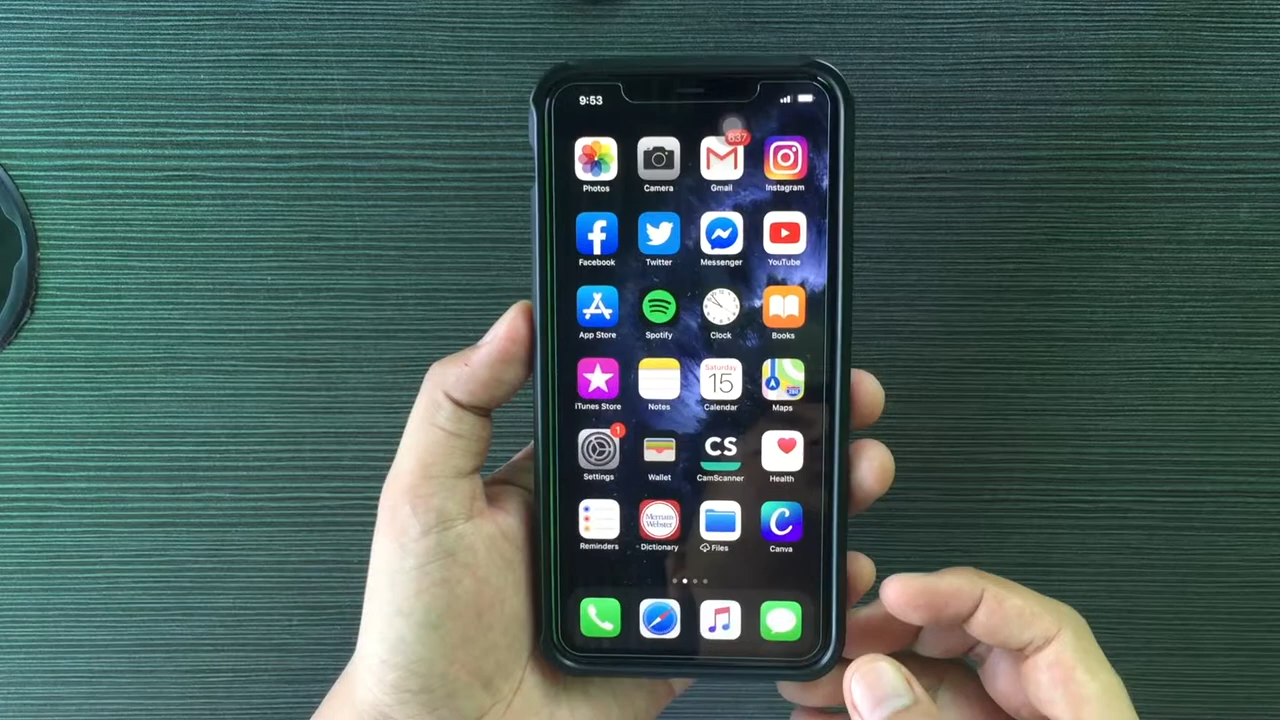 9:53
637
Photos Camera Gmail Instagram
Facebook Twitter Messenger YouTube
App Store Spotify Clock Books
Saturday
15
iTunes Store Notes Calendar Maps
1
CS
Settings Wallet CamScanner Health
Merriam-
Webster
Reminders Dictionary Files Canva